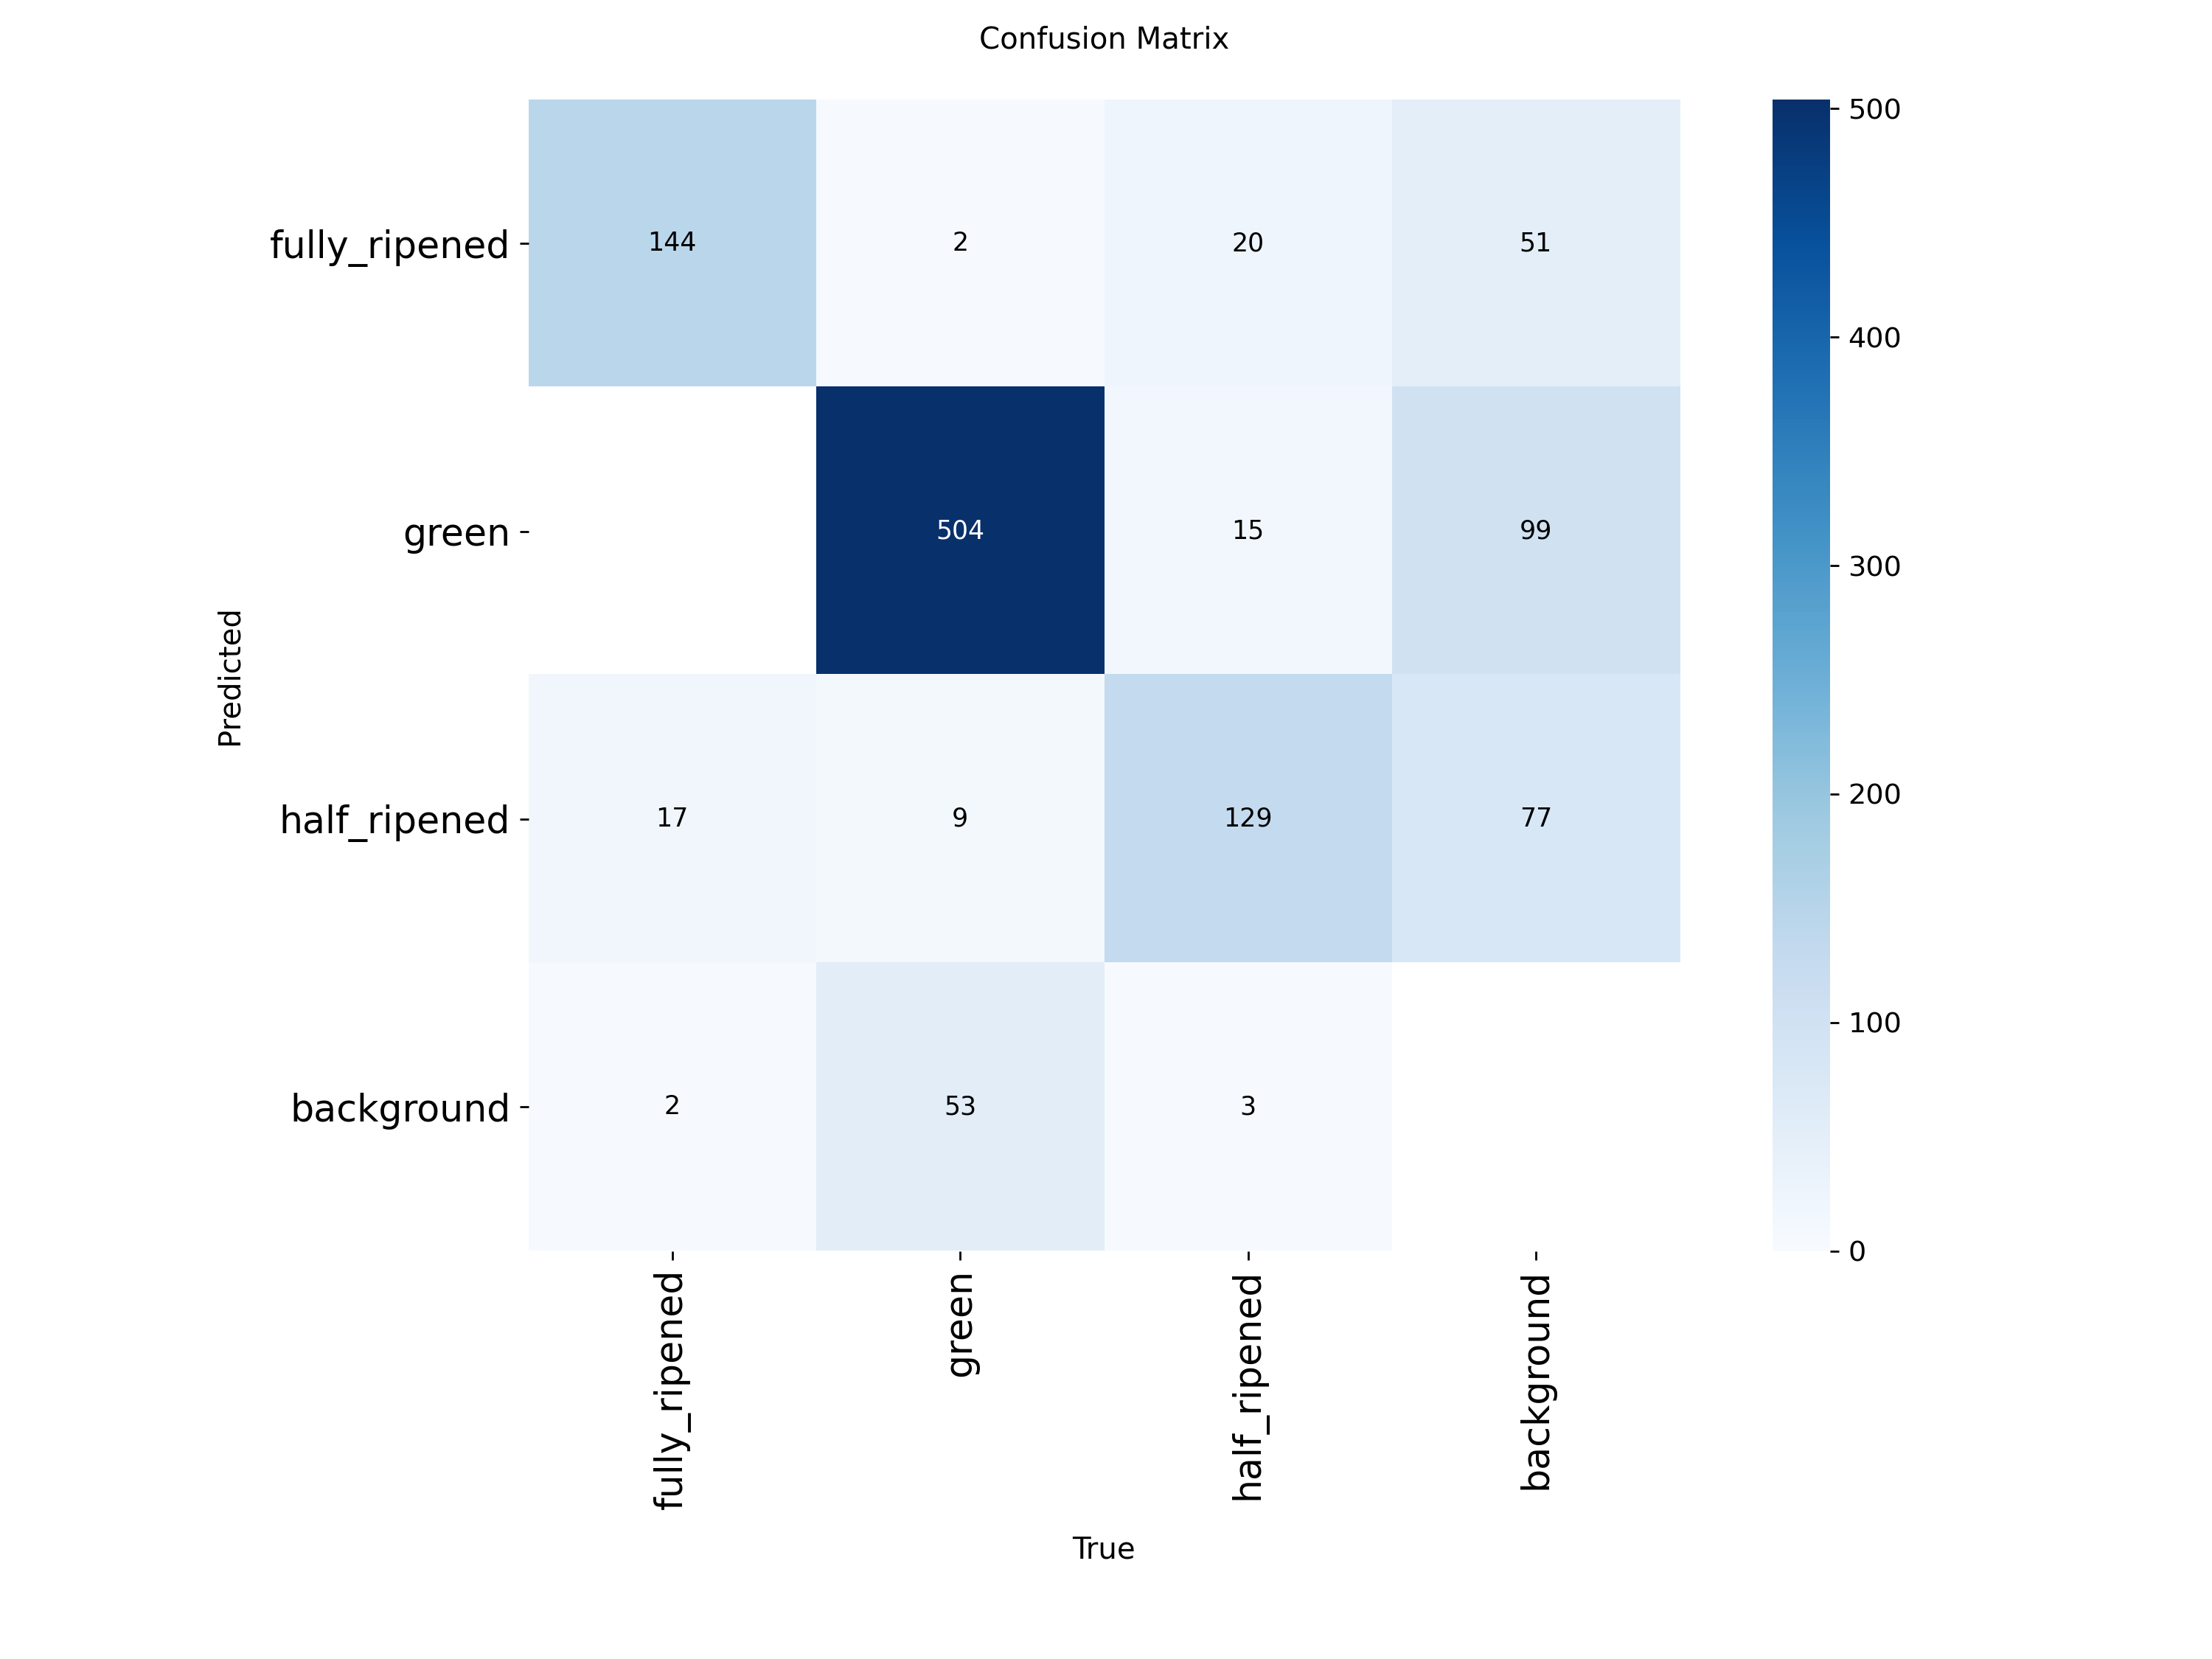 Confusion Matrix
fully_ripened 144 2 20 51
green 504 15 99
half_ripened 17 9 129 77
background 2 53 3
Predicted
fully_ripened
green
half_ripened
background
True
500
400
300
200
100
0